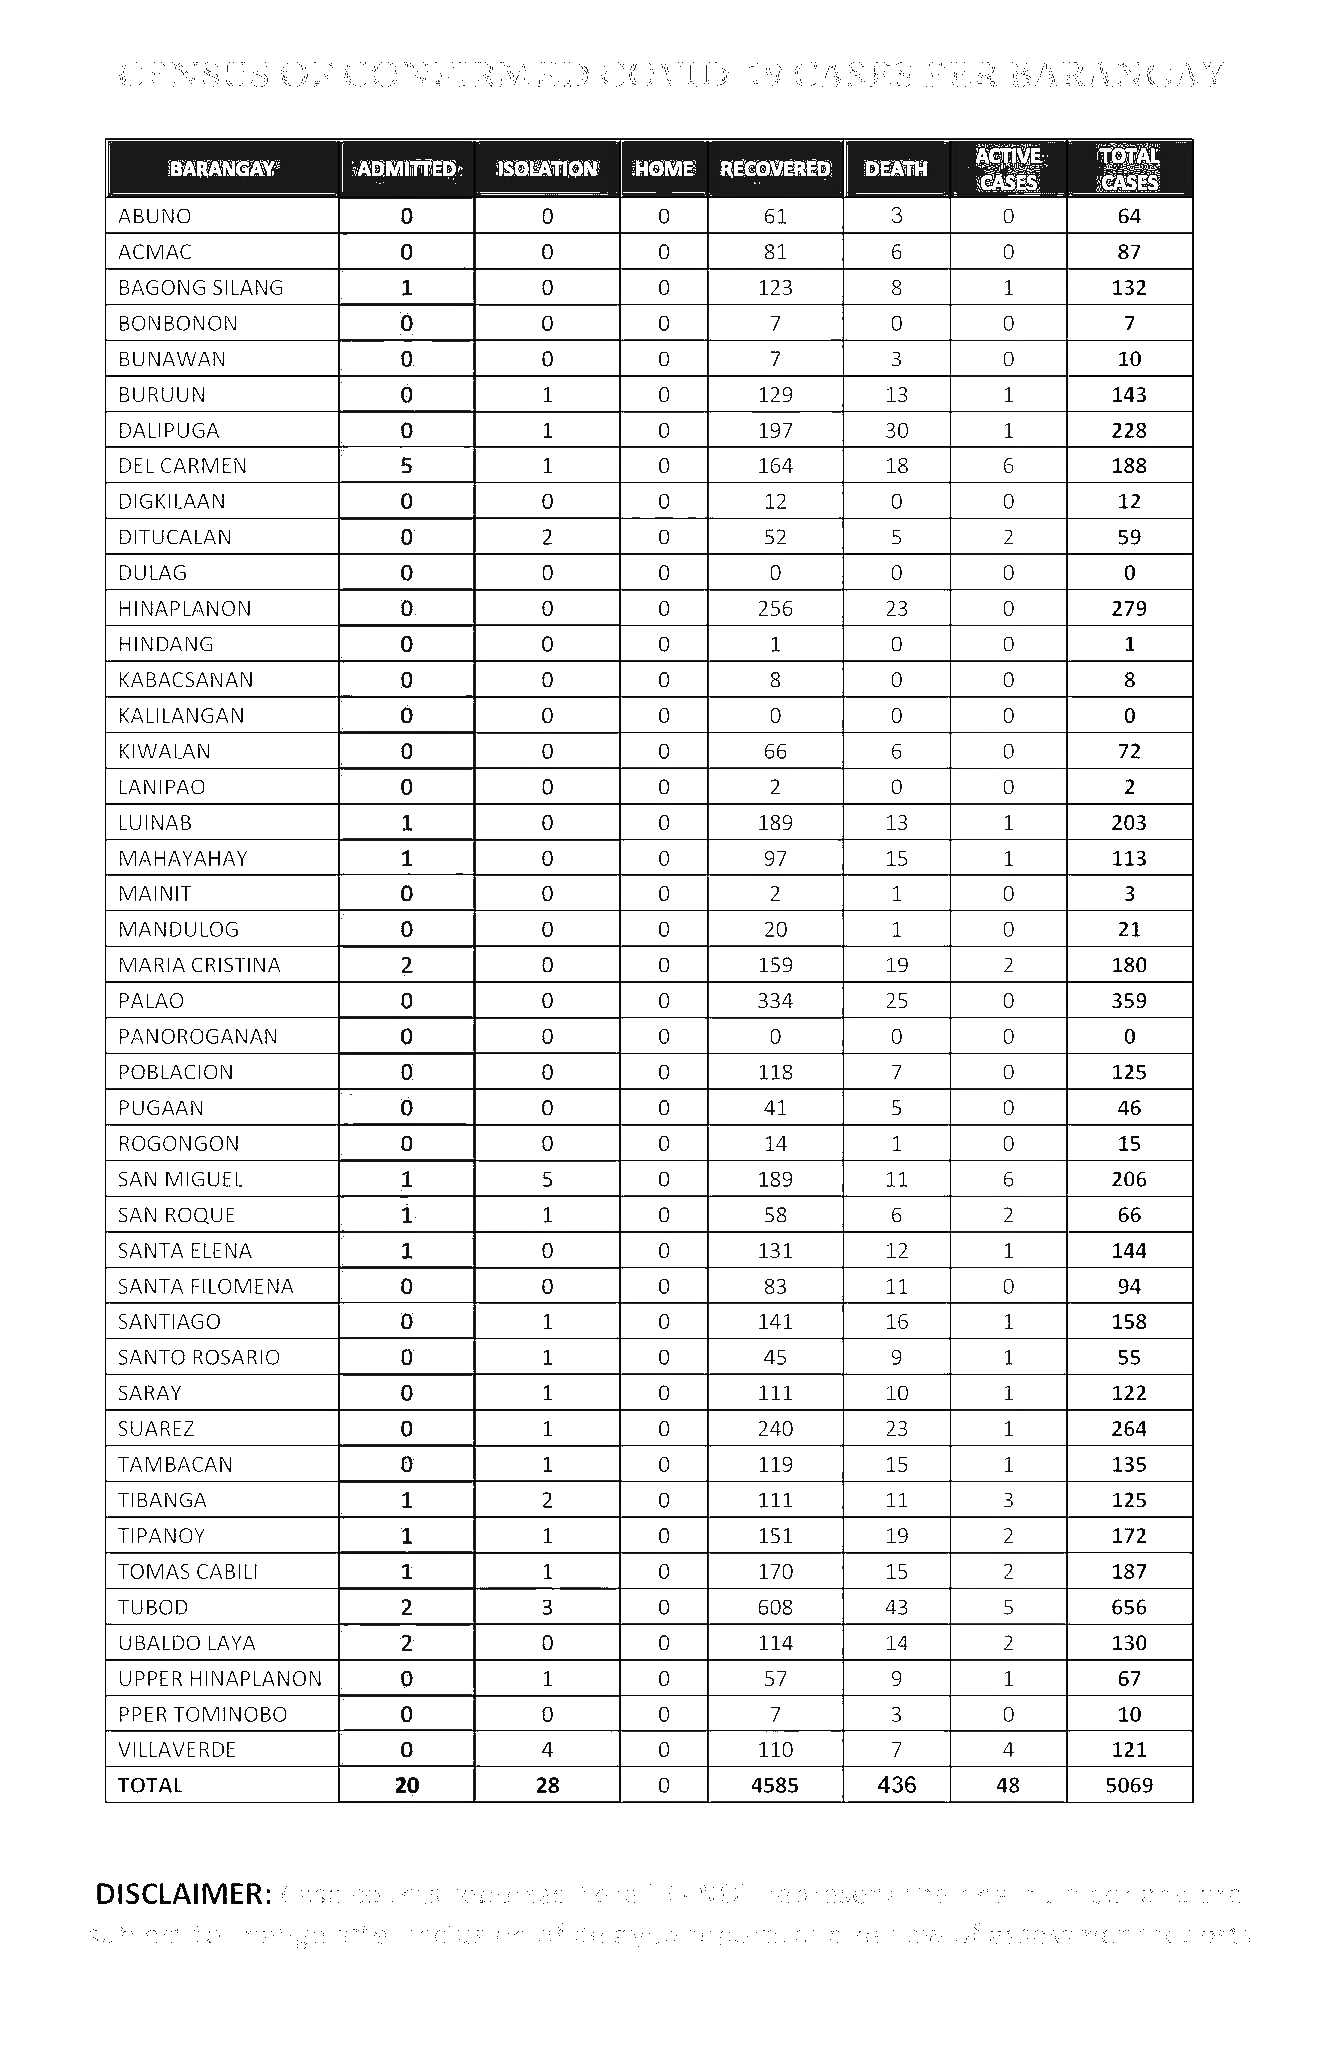 CENSUS OF CONFIRMED COVID-19 CASES PER BARANGAY
BARANGAY ADMITTED ISOLATION HOME RECOVERED DEATH ACTIVE CASES TOTAL CASES
ABUNO 0 0 0 61 3 0 64
ACMAC 0 0 0 81 6 0 87
BAGONG SILANG 1 0 0 123 8 1 132
BONBONON 0 0 0 7 0 0 7
BUNAWAN 0 0 0 7 3 0 10
BURUUN 0 1 0 129 13 1 143
DALIPUGA 0 1 0 197 30 1 228
DEL CARMEN 5 1 0 164 18 6 188
DIGKILAAN 0 0 0 12 0 0 12
DITUCALAN 0 2 0 52 5 2 59
DULAG 0 0 0 0 0 0 0
HINAPLANON 0 0 0 256 23 0 279
HINDANG 0 0 0 1 0 0 1
KABACSANAN 0 0 0 8 0 0 8
KALILANGAN 0 0 0 0 0 0 0
KIWALAN 0 0 0 66 6 0 72
LANIPAO 0 0 0 2 0 0 2
LUINAB 1 0 0 189 13 1 203
MAHAYAHAY 1 0 0 97 15 1 113
MAINIT 0 0 0 2 1 0 3
MANDULOG 0 0 0 20 1 0 21
MARIA CRISTINA 2 0 0 159 19 2 180
PALAO 0 0 0 334 25 0 359
PANOROGANAN 0 0 0 0 0 0 0
POBLACION 0 0 0 118 7 0 125
PUGAAN 0 0 0 41 5 0 46
ROGONGON 0 0 0 14 1 0 15
SAN MIGUEL 1 5 0 189 11 6 206
SAN ROQUE 1 1 0 58 6 2 66
SANTA ELENA 1 0 0 131 12 1 144
SANTA FILOMENA 0 0 0 83 11 0 94
SANTIAGO 0 1 0 141 16 1 158
SANTO ROSARIO 0 1 0 45 9 1 55
SARAY 0 1 0 111 10 1 122
SUAREZ 0 1 0 240 23 1 264
TAMBACAN 0 1 0 119 15 1 135
TIBANGA 1 2 0 111 11 3 125
TIPANOY 1 1 0 151 19 2 172
TOMAS CABILI 1 1 0 170 15 2 187
TUBOD 2 3 0 608 43 5 656
UBALDO LAYA 2 0 0 114 14 2 130
UPPER HINAPLANON 0 1 0 57 9 1 67
PPER TOMINOBO 0 0 0 7 3 0 10
VILLAVERDE 0 4 0 110 7 4 121
TOTAL 20 28 0 4585 436 48 5069
DISCLAIMER: